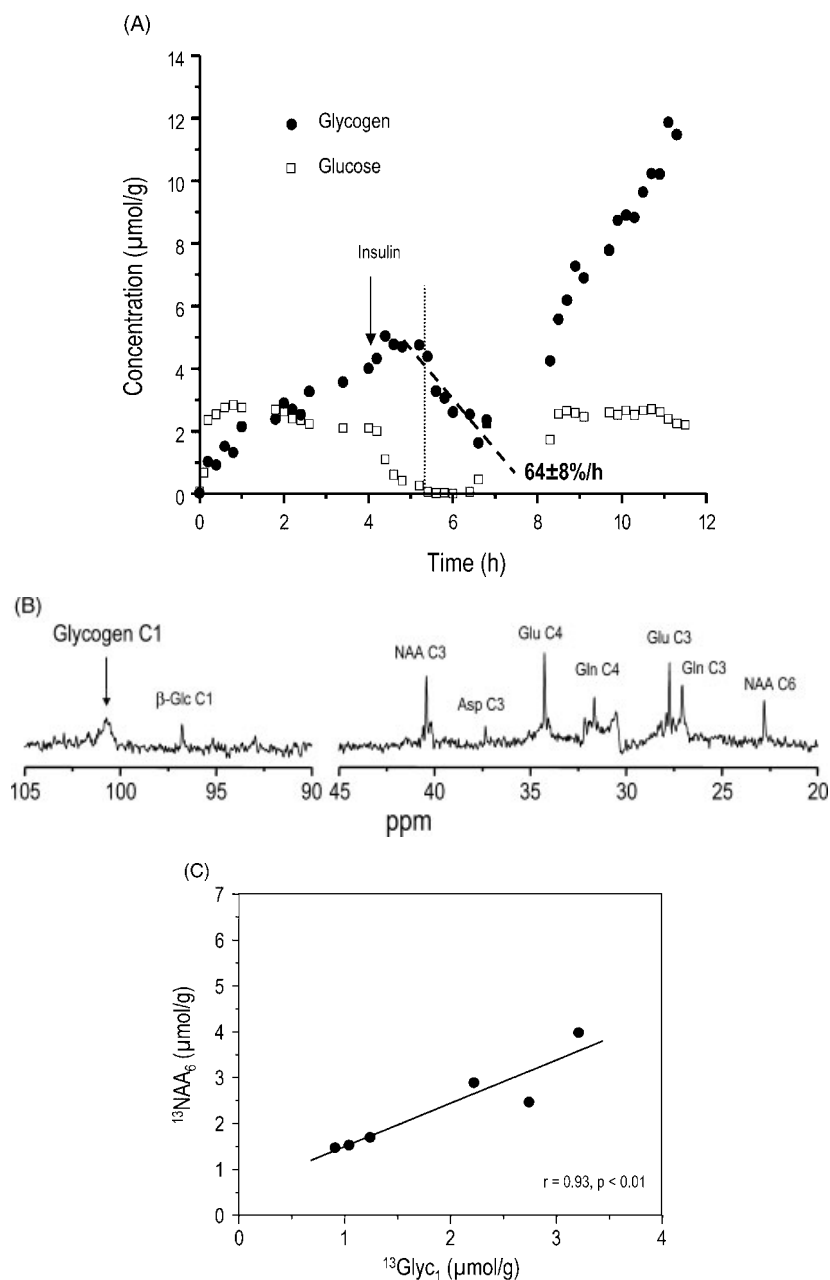 (A)
14
12
10
8
6
4
2
0
Concentration (µmol/g)
Glycogen
Glucose
Insulin
64±8%/h
0 2 4 6 8 10 12
Time (h)
(B)
Glycogen C1
β-Glc C1
NAA C3
Asp C3
Glu C4
Gln C4
Glu C3
Gln C3
NAA C6
105 100 95 90 45 40 35 30 25 20
ppm
(C)
7
6
5
4
3
2
1
0
¹³NAA₆ (µmol/g)
r = 0.93, p < 0.01
0 1 2 3 4
¹³Glyc₁ (µmol/g)